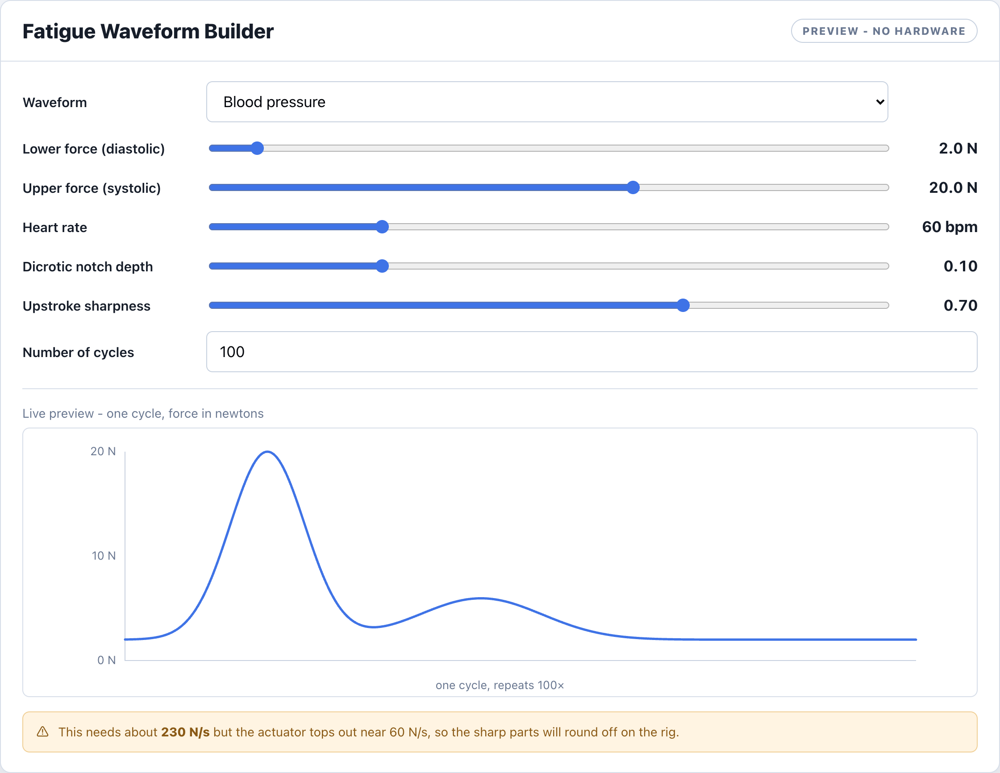 Fatigue Waveform Builder
PREVIEW - NO HARDWARE
Waveform
Blood pressure
Lower force (diastolic)
2.0 N
Upper force (systolic)
20.0 N
Heart rate
60 bpm
Dicrotic notch depth
0.10
Upstroke sharpness
0.70
Number of cycles
100
Live preview - one cycle, force in newtons
20 N
10 N
0 N
one cycle, repeats 100×
This needs about 230 N/s but the actuator tops out near 60 N/s, so the sharp parts will round off on the rig.